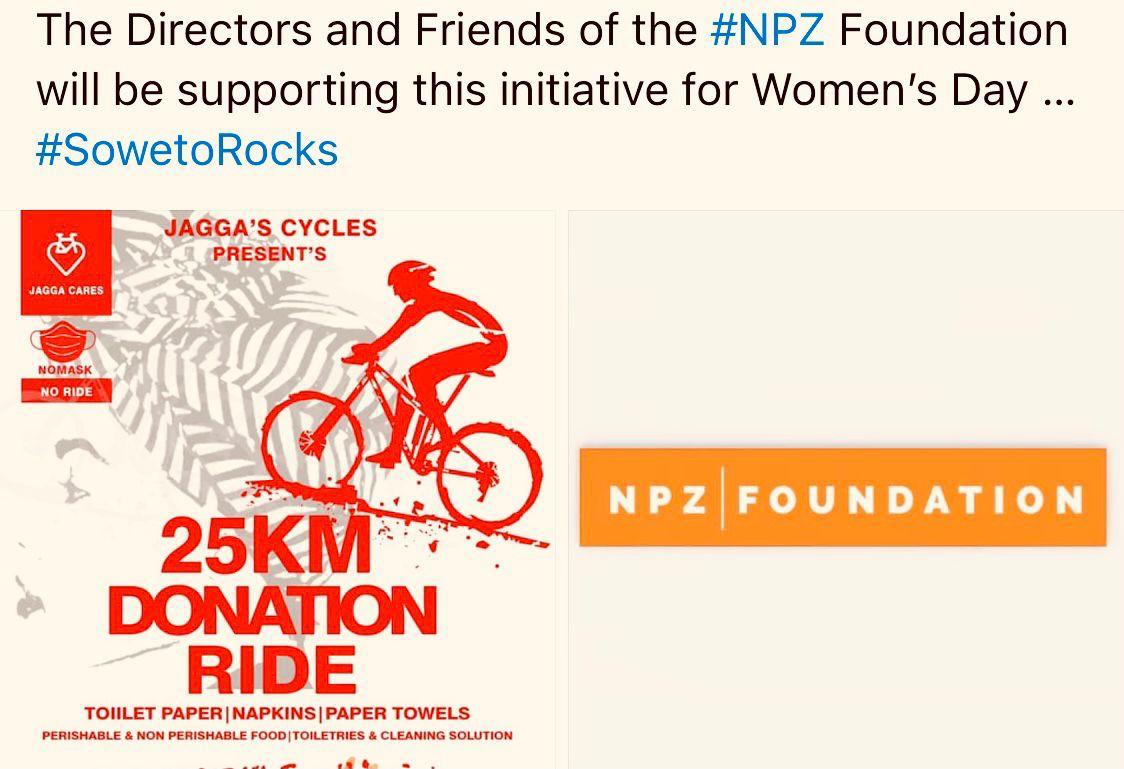 The Directors and Friends of the #NPZ Foundation
will be supporting this initiative for Women’s Day ...
#SowetoRocks
JAGGA CARES
JAGGA'S CYCLES
PRESENT'S
NOMASK
NO RIDE
25KM
DONATION
RIDE
TOIILET PAPER|NAPKINS|PAPER TOWELS
PERISHABLE & NON PERISHABLE FOOD|TOILETRIES & CLEANING SOLUTION
NPZ|FOUNDATION